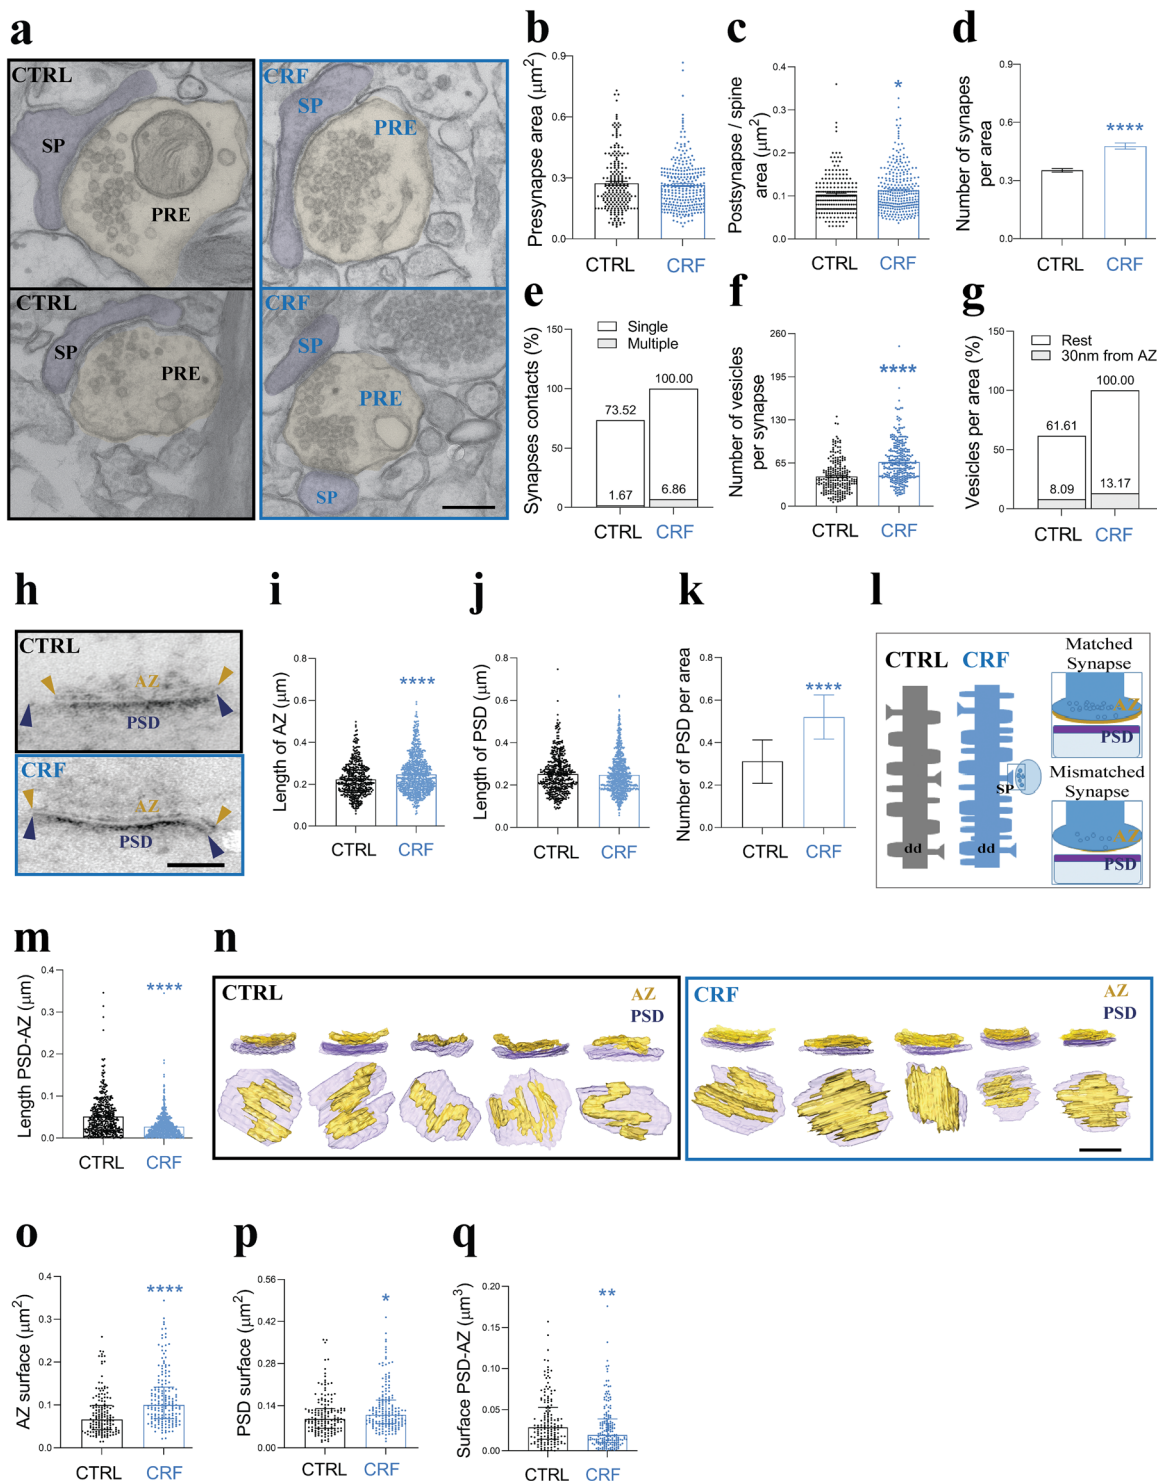 a
CTRL
SP
PRE
CRF
SP
PRE
CTRL
SP
PRE
CRF
SP
PRE
SP
b
Presynapse area (μm²)
0.9
0.6
0.3
0.0
CTRL
CRF
c
Postsynapse / spine
area (μm²)
0.4
0.3
0.2
0.1
0.0
*
CTRL
CRF
d
Number of synapes
per area
0.9
0.6
0.3
0.0
****
CTRL
CRF
e
Synapses contacts (%)
150
100
50
0
Single
Multiple
73.52
100.00
1.67
6.86
CTRL
CRF
f
Number of vesicles
per synapse
260
195
130
65
0
****
CTRL
CRF
g
Vesicles per area (%)
150
100
50
0
Rest
30nm from AZ
61.61
100.00
8.09
13.17
CTRL
CRF
h
CTRL
AZ
PSD
CRF
AZ
PSD
i
Length of AZ (μm)
0.8
0.6
0.4
0.2
0.0
****
CTRL
CRF
j
Length of PSD (μm)
0.8
0.6
0.4
0.2
0.0
CTRL
CRF
k
Number of PSD per area
0.8
0.6
0.4
0.2
0.0
****
CTRL
CRF
l
CTRL
CRF
dd
dd
SP
Matched
Synapse
AZ
PSD
Mismatched
Synapse
AZ
PSD
m
Length PSD-AZ (μm)
0.4
0.3
0.2
0.1
0.0
****
CTRL
CRF
n
CTRL
AZ
PSD
CRF
AZ
PSD
o
AZ surface (μm²)
0.4
0.3
0.2
0.1
0.0
****
CTRL
CRF
p
PSD surface (μm²)
0.56
0.42
0.28
0.14
0.00
*
CTRL
CRF
q
Surface PSD-AZ (μm³)
0.20
0.15
0.10
0.05
0.00
**
CTRL
CRF